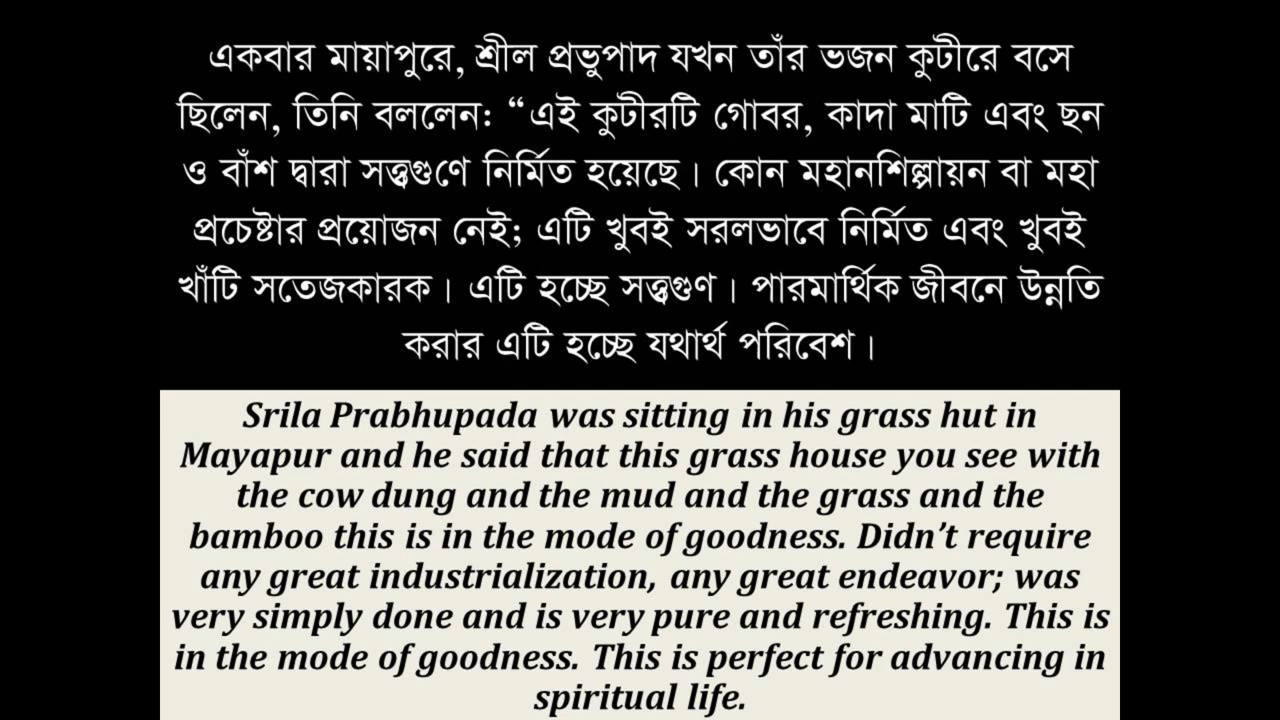 একবার মায়াপুরে, শ্রীল প্রভুপাদ যখন তাঁর ভজন কুটীরে বসে
ছিলেন, তিনি বললেন: “এই কুটীরটি গোবর, কাদা মাটি এবং ছন
ও বাঁশ দ্বারা সত্ত্বগুণে নির্মিত হয়েছে। কোন মহানশিল্পায়ন বা মহা
প্রচেষ্টার প্রয়োজন নেই; এটি খুবই সরলভাবে নির্মিত এবং খুবই
খাঁটি সতেজকারক। এটি হচ্ছে সত্ত্বগুণ। পারমার্থিক জীবনে উন্নতি
করার এটি হচ্ছে যথার্থ পরিবেশ।
Srila Prabhupada was sitting in his grass hut in
Mayapur and he said that this grass house you see with
the cow dung and the mud and the grass and the
bamboo this is in the mode of goodness. Didn’t require
any great industrialization, any great endeavor; was
very simply done and is very pure and refreshing. This is
in the mode of goodness. This is perfect for advancing in
spiritual life.